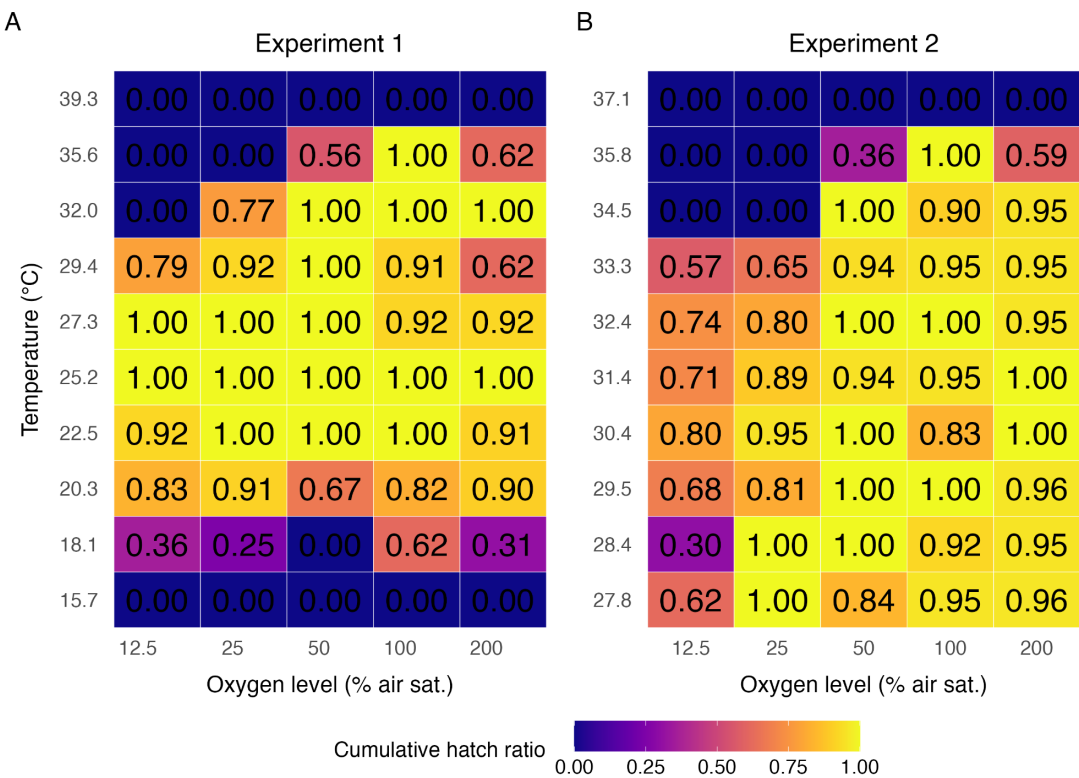 A
B
Experiment 1
Experiment 2
Temperature (°C)
39.3 0.00 0.00 0.00 0.00 0.00
35.6 0.00 0.00 0.56 1.00 0.62
32.0 0.00 0.77 1.00 1.00 1.00
29.4 0.79 0.92 1.00 0.91 0.62
27.3 1.00 1.00 1.00 0.92 0.92
25.2 1.00 1.00 1.00 1.00 1.00
22.5 0.92 1.00 1.00 1.00 0.91
20.3 0.83 0.91 0.67 0.82 0.90
18.1 0.36 0.25 0.00 0.62 0.31
15.7 0.00 0.00 0.00 0.00 0.00
12.5 25 50 100 200
Oxygen level (% air sat.)
37.1 0.00 0.00 0.00 0.00 0.00
35.8 0.00 0.00 0.36 1.00 0.59
34.5 0.00 0.00 1.00 0.90 0.95
33.3 0.57 0.65 0.94 0.95 0.95
32.4 0.74 0.80 1.00 1.00 0.95
31.4 0.71 0.89 0.94 0.95 1.00
30.4 0.80 0.95 1.00 0.83 1.00
29.5 0.68 0.81 1.00 1.00 0.96
28.4 0.30 1.00 1.00 0.92 0.95
27.8 0.62 1.00 0.84 0.95 0.96
12.5 25 50 100 200
Oxygen level (% air sat.)
Cumulative hatch ratio
0.00 0.25 0.50 0.75 1.00